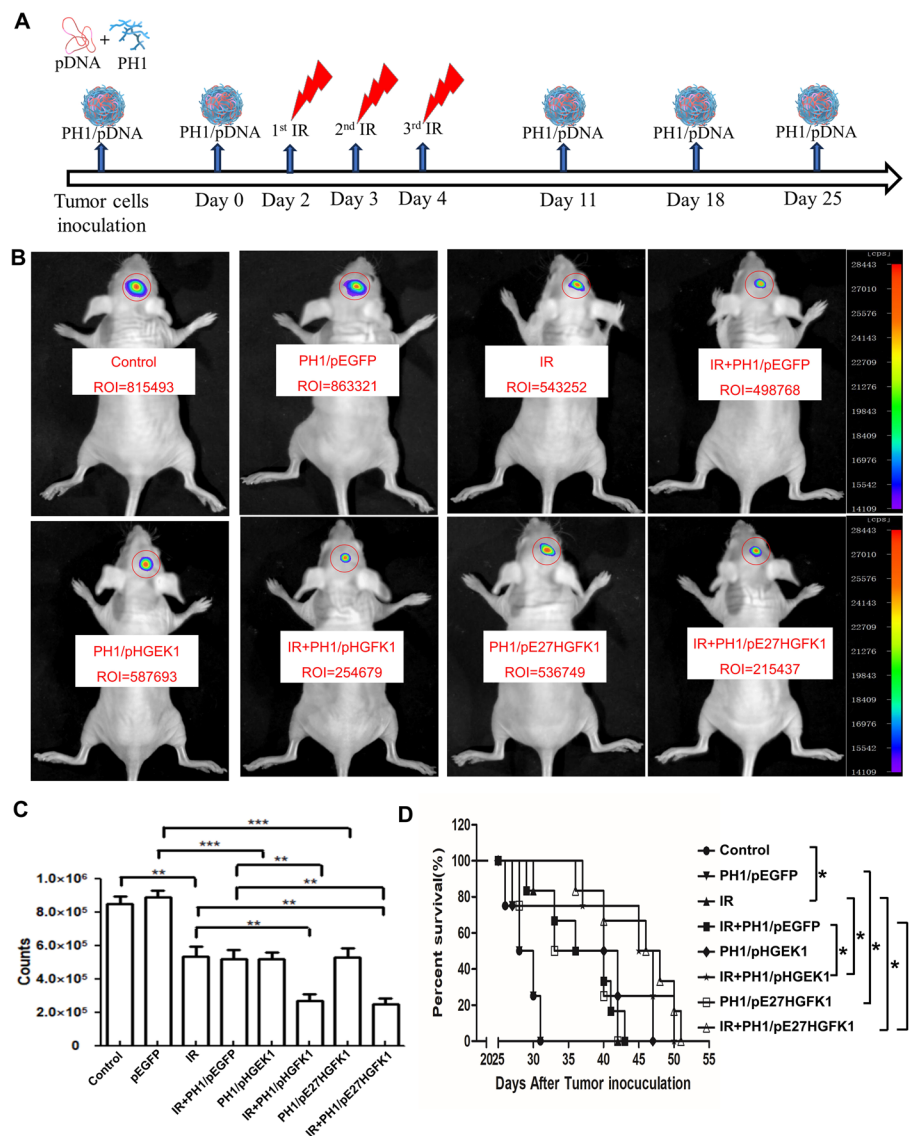 A
pDNA + PH1
PH1/pDNA PH1/pDNA 1st IR 2nd IR 3rd IR PH1/pDNA PH1/pDNA PH1/pDNA
Tumor cells inoculation Day 0 Day 2 Day 3 Day 4 Day 11 Day 18 Day 25
B
Control
ROI=815493
PH1/pEGFP
ROI=863321
IR
ROI=543252
IR+PH1/pEGFP
ROI=498768
[cps]
28443
27010
25576
24143
22709
21276
19843
18409
16976
15542
14109
PH1/pHGEK1
ROI=587693
IR+PH1/pHGFK1
ROI=254679
PH1/pE27HGFK1
ROI=536749
IR+PH1/pE27HGFK1
ROI=215437
[cps]
28443
27010
25576
24143
22709
21276
19843
18409
16976
15542
14109
C
***
***
**
**
**
**
**
Counts
1.0×10⁶
8.0×10⁵
6.0×10⁵
4.0×10⁵
2.0×10⁵
0
Control
pEGFP
IR
IR+PH1/pEGFP
PH1/pHGEK1
IR+PH1/pHGFK1
PH1/pE27HGFK1
IR+PH1/pE27HGFK1
D
Percent survival(%)
120
100
80
60
40
20
0
20 25 30 35 40 45 50 55
Days After Tumor inocuculation
Control
PH1/pEGFP
IR
IR+PH1/pEGFP
PH1/pHGEK1
IR+PH1/pHGEK1
PH1/pE27HGFK1
IR+PH1/pE27HGFK1
*
*
*
*
*
*